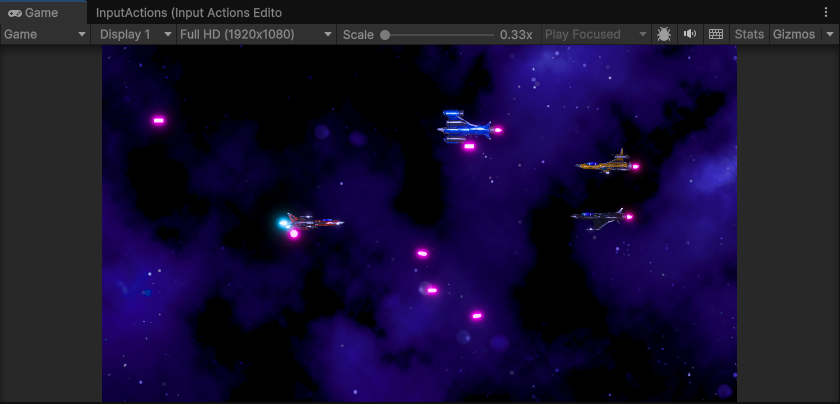 Game
InputActions (Input Actions Edito
Game
Display 1
Full HD (1920x1080)
Scale
0.33x
Play Focused
Stats
Gizmos